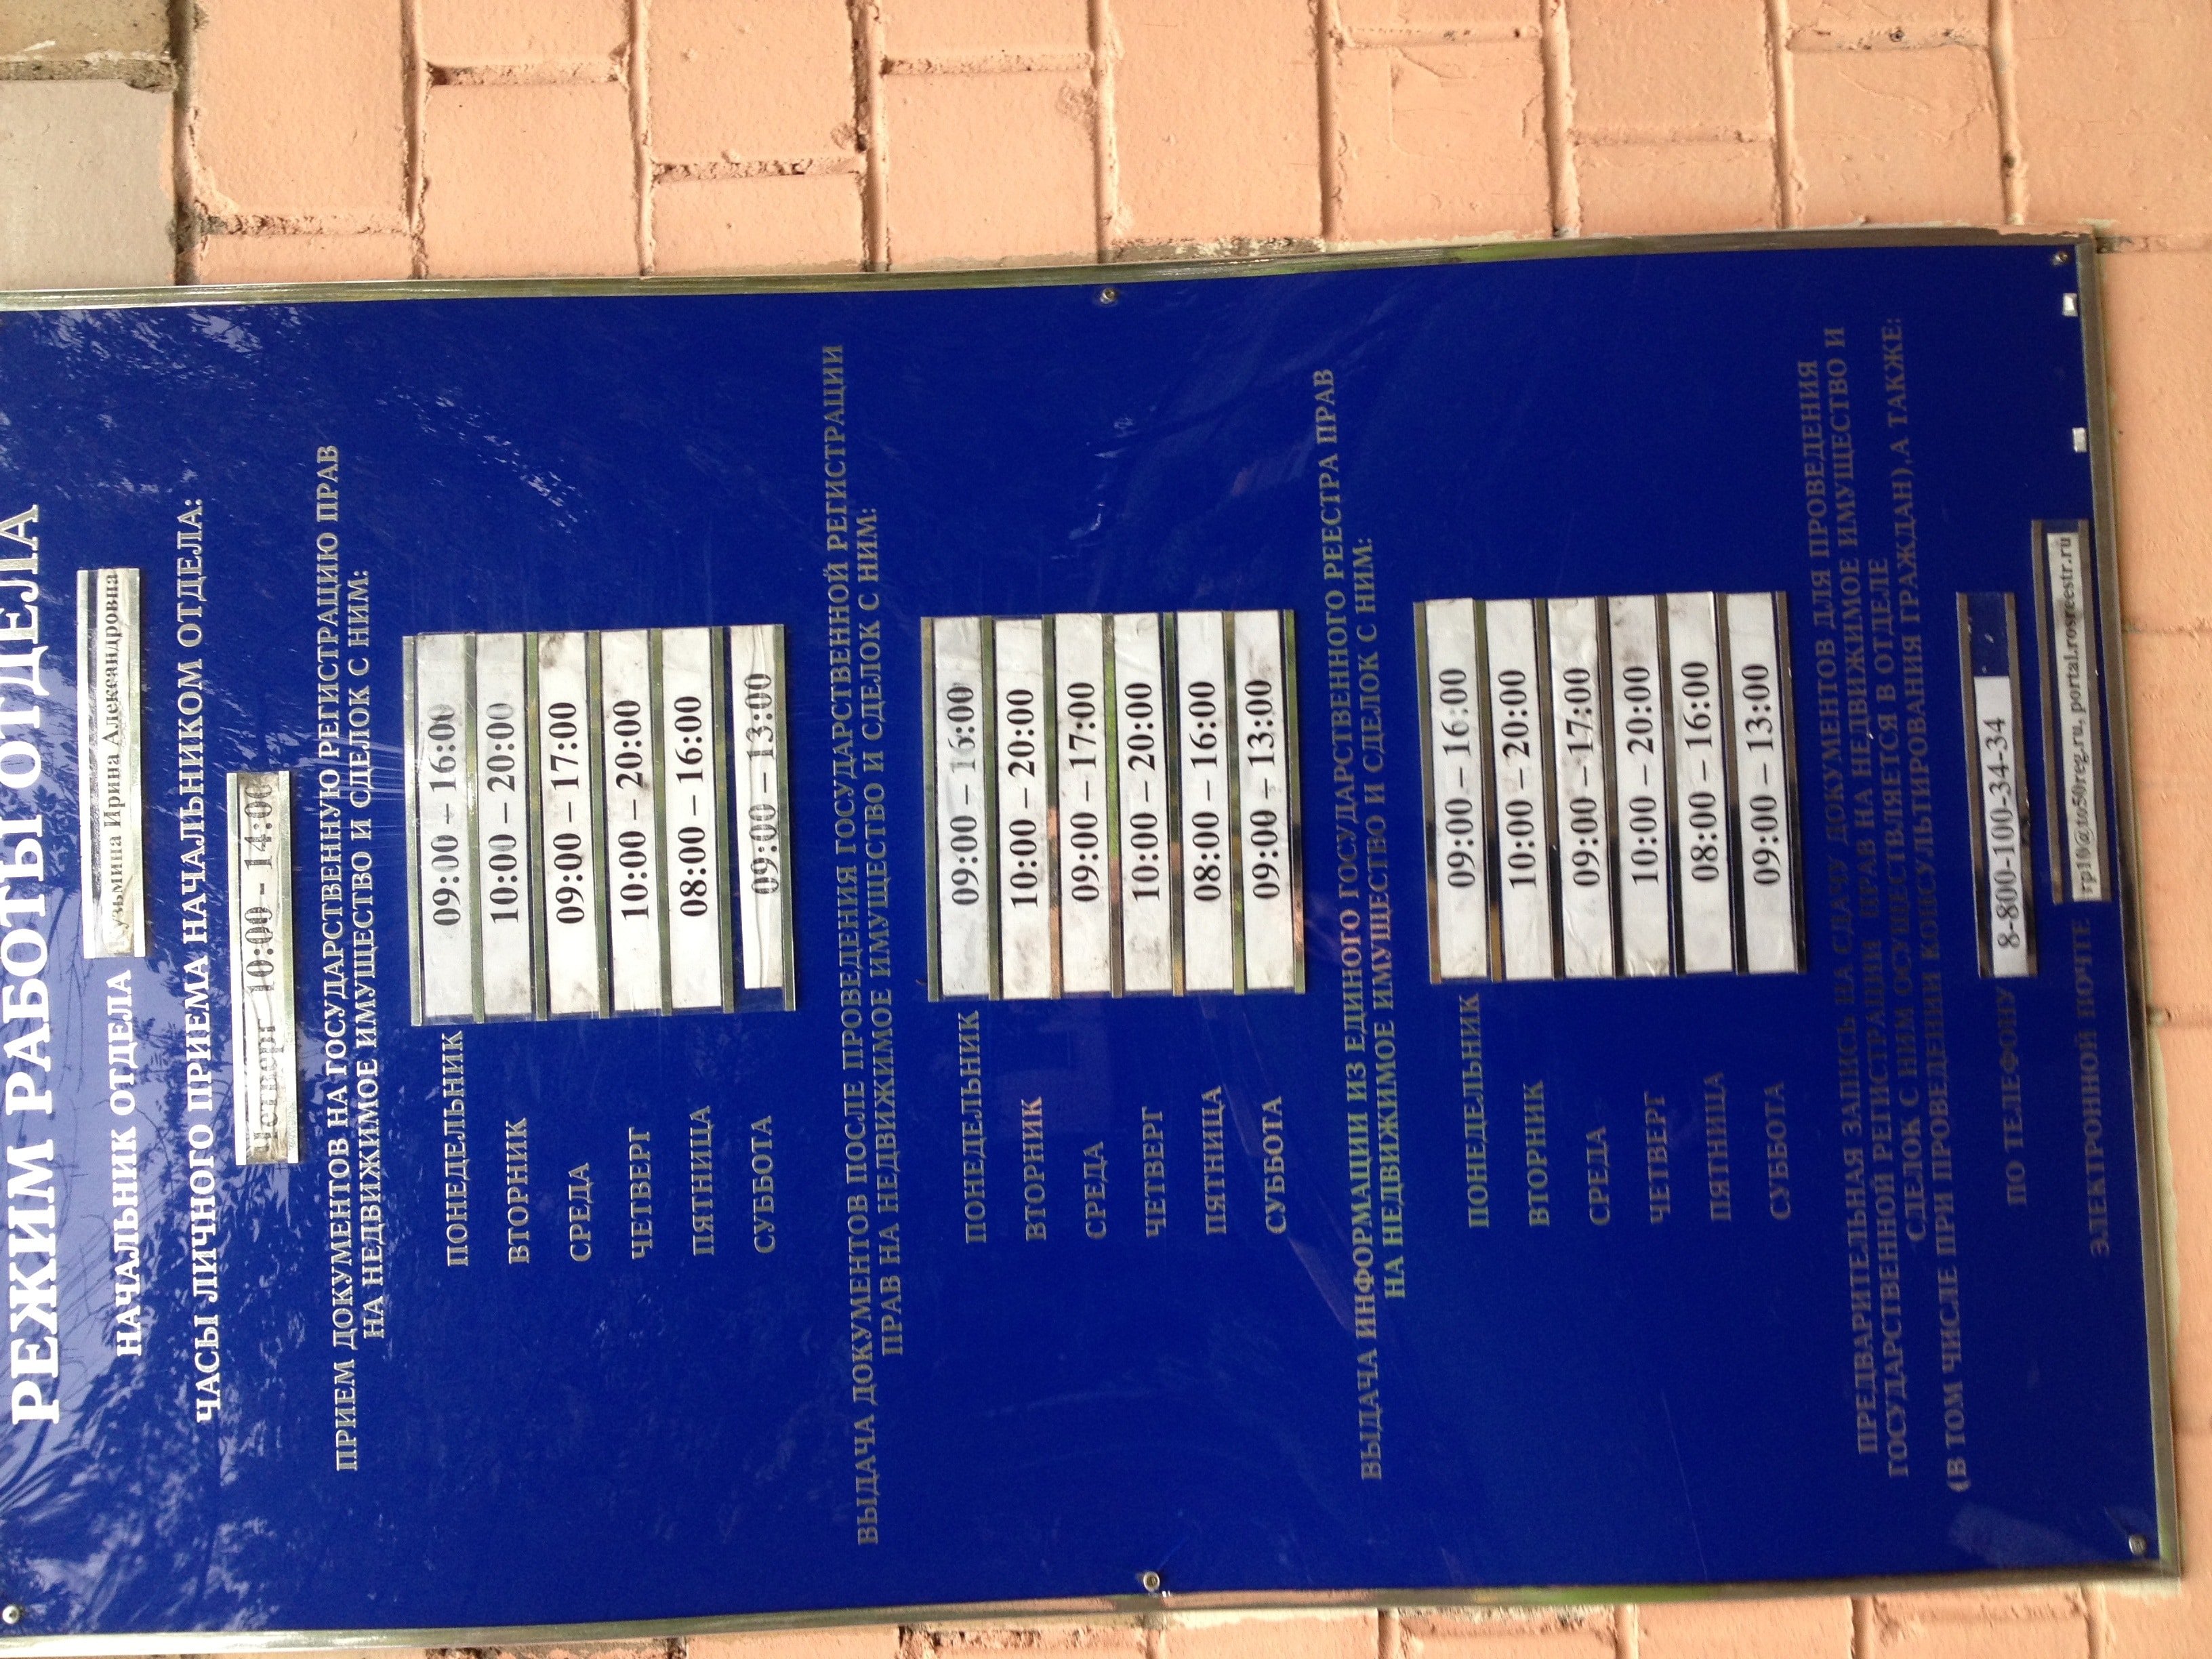 РЕЖИМ РАБОТЫ ОТДЕЛА
НАЧАЛЬНИК ОТДЕЛА узьмина Ирина Александровна
ЧАСЫ ЛИЧНОГО ПРИЕМА НАЧАЛЬНИКОМ ОТДЕЛА:
Четверг 10:00 - 14:00
ПРИЕМ ДОКУМЕНТОВ НА ГОСУДАРСТВЕННУЮ РЕГИСТРАЦИЮ ПРАВ
НА НЕДВИЖИМОЕ ИМУЩЕСТВО И СДЕЛОК С НИМ:
ПОНЕДЕЛЬНИК 09:00 – 16:00
ВТОРНИК 10:00 – 20:00
СРЕДА 09:00 – 17:00
ЧЕТВЕРГ 10:00 – 20:00
ПЯТНИЦА 08:00 – 16:00
СУББОТА 09:00 – 13:00
ВЫДАЧА ДОКУМЕНТОВ ПОСЛЕ ПРОВЕДЕНИЯ ГОСУДАРСТВЕННОЙ РЕГИСТРАЦИИ
ПРАВ НА НЕДВИЖИМОЕ ИМУЩЕСТВО И СДЕЛОК С НИМ:
ПОНЕДЕЛЬНИК 09:00 – 16:00
ВТОРНИК 10:00 – 20:00
СРЕДА 09:00 – 17:00
ЧЕТВЕРГ 10:00 – 20:00
ПЯТНИЦА 08:00 – 16:00
СУББОТА 09:00 – 13:00
ВЫДАЧА ИНФОРМАЦИИ ИЗ ЕДИНОГО ГОСУДАРСТВЕННОГО РЕЕСТРА ПРАВ
НА НЕДВИЖИМОЕ ИМУЩЕСТВО И СДЕЛОК С НИМ:
ПОНЕДЕЛЬНИК 09:00 – 16:00
ВТОРНИК 10:00 – 20:00
СРЕДА 09:00 – 17:00
ЧЕТВЕРГ 10:00 – 20:00
ПЯТНИЦА 08:00 – 16:00
СУББОТА 09:00 – 13:00
ПРЕДВАРИТЕЛЬНАЯ ЗАПИСЬ НА СДАЧУ ДОКУМЕНТОВ ДЛЯ ПРОВЕДЕНИЯ
ГОСУДАРСТВЕННОЙ РЕГИСТРАЦИИ ПРАВ НА НЕДВИЖИМОЕ ИМУЩЕСТВО И
СДЕЛОК С НИМ ОСУЩЕСТВЛЯЕТСЯ В ОТДЕЛЕ
(В ТОМ ЧИСЛЕ ПРИ ПРОВЕДЕНИИ КОНСУЛЬТИРОВАНИЯ ГРАЖДАН), А ТАКЖЕ:
ПО ТЕЛЕФОНУ 8-800-100-34-34
ЭЛЕКТРОННОЙ ПОЧТЕ rp10@to50reg.ru, portal.rosreestr.ru